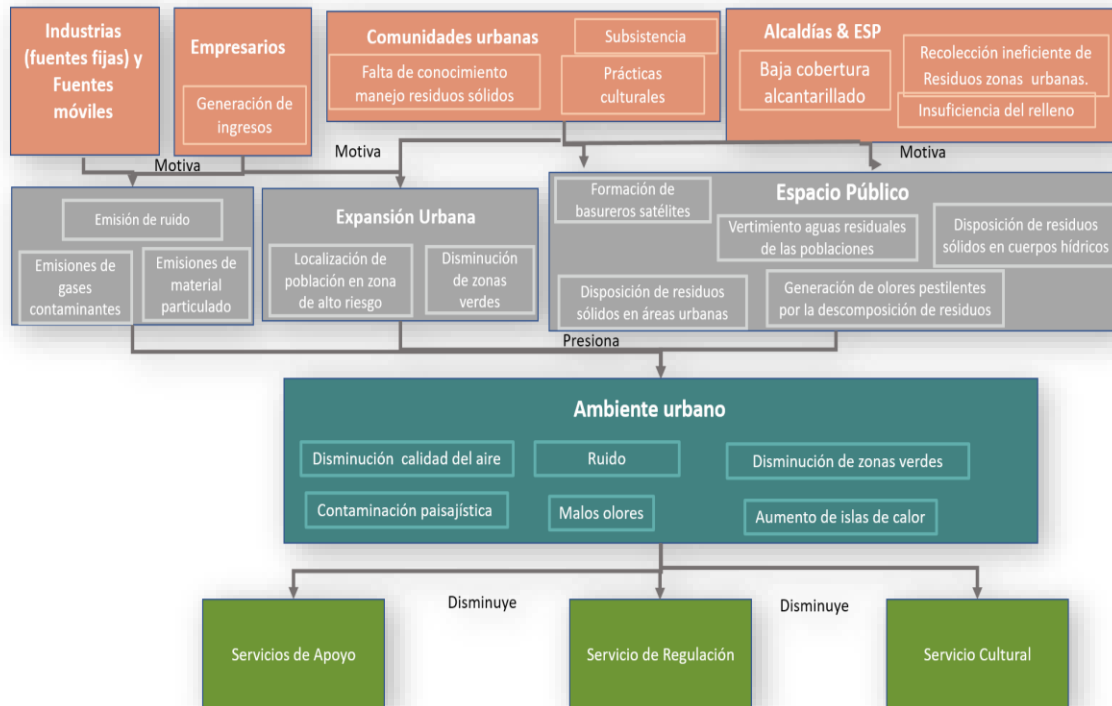 Industrias
(fuentes fijas) y
Fuentes
móviles
Empresarios
Generación de
ingresos
Comunidades urbanas
Subsistencia
Falta de conocimiento
manejo residuos sólidos
Prácticas
culturales
Alcaldías & ESP
Baja cobertura
alcantarillado
Recolección ineficiente de
Residuos zonas urbanas.
Insuficiencia del relleno
Motiva
Motiva
Motiva
Emisión de ruido
Emisiones de
gases
contaminantes
Emisiones de
material
particulado
Expansión Urbana
Localización de
población en zona
de alto riesgo
Disminución
de zonas
verdes
Espacio Público
Formación de
basureros satélites
Vertimiento aguas residuales
de las poblaciones
Disposición de residuos
sólidos en cuerpos hídricos
Disposición de residuos
sólidos en áreas urbanas
Generación de olores pestilentes
por la descomposición de residuos
Presiona
Ambiente urbano
Disminución calidad del aire
Ruido
Disminución de zonas verdes
Contaminación paisajística
Malos olores
Aumento de islas de calor
Disminuye
Disminuye
Servicios de Apoyo
Servicio de Regulación
Servicio Cultural